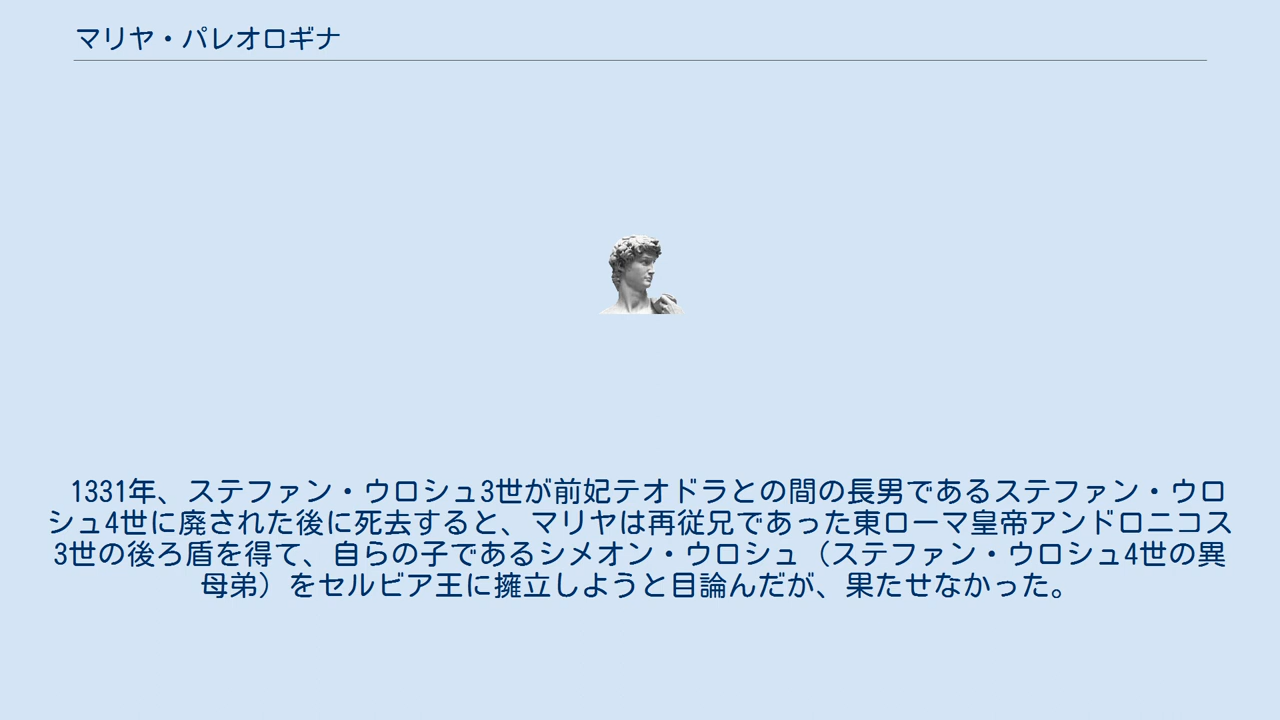 マリヤ・パレオロギナ
1331年、ステファン・ウロシュ3世が前妃テオドラとの間の長男であるステファン・ウロ
シュ4世に廃された後に死去すると、マリヤは再従兄であった東ローマ皇帝アンドロニコス
3世の後ろ盾を得て、自らの子であるシメオン・ウロシュ（ステファン・ウロシュ4世の異
母弟）をセルビア王に擁立しようと目論んだが、果たせなかった。